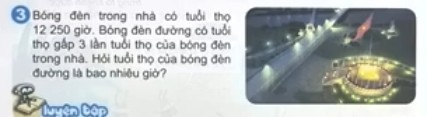 3 Bóng đèn trong nhà có tuổi thọ
12 250 giờ. Bóng đèn đường có tuổi
thọ gấp 3 lần tuổi thọ của bóng đèn
trong nhà. Hỏi tuổi thọ của bóng đèn
đường là bao nhiêu giờ?
luyện tập